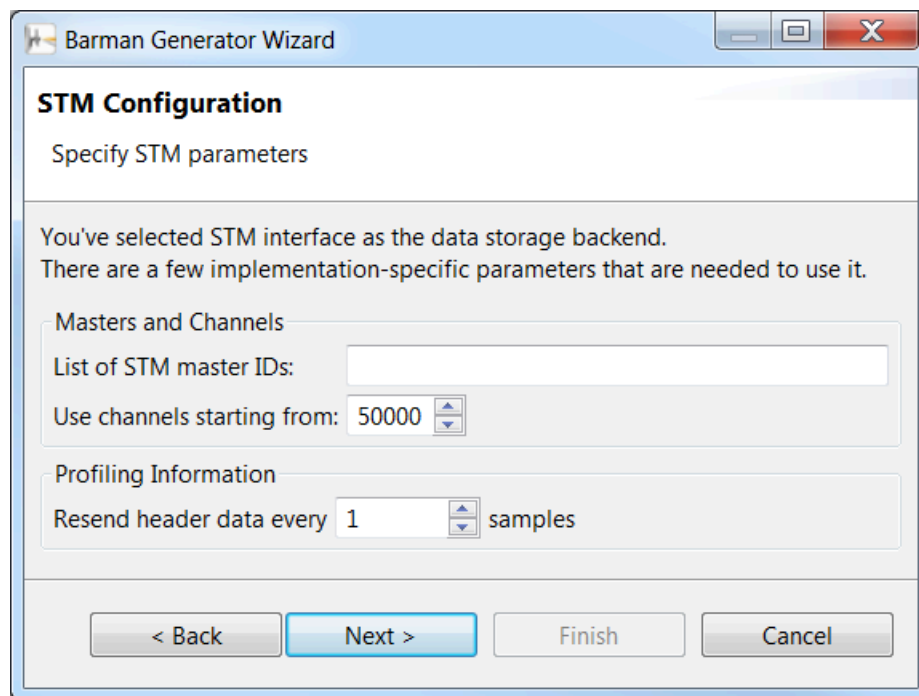 Barman Generator Wizard
STM Configuration
Specify STM parameters
You've selected STM interface as the data storage backend.
There are a few implementation-specific parameters that are needed to use it.
Masters and Channels
List of STM master IDs:
Use channels starting from: 50000
Profiling Information
Resend header data every 1 samples
< Back Next > Finish Cancel